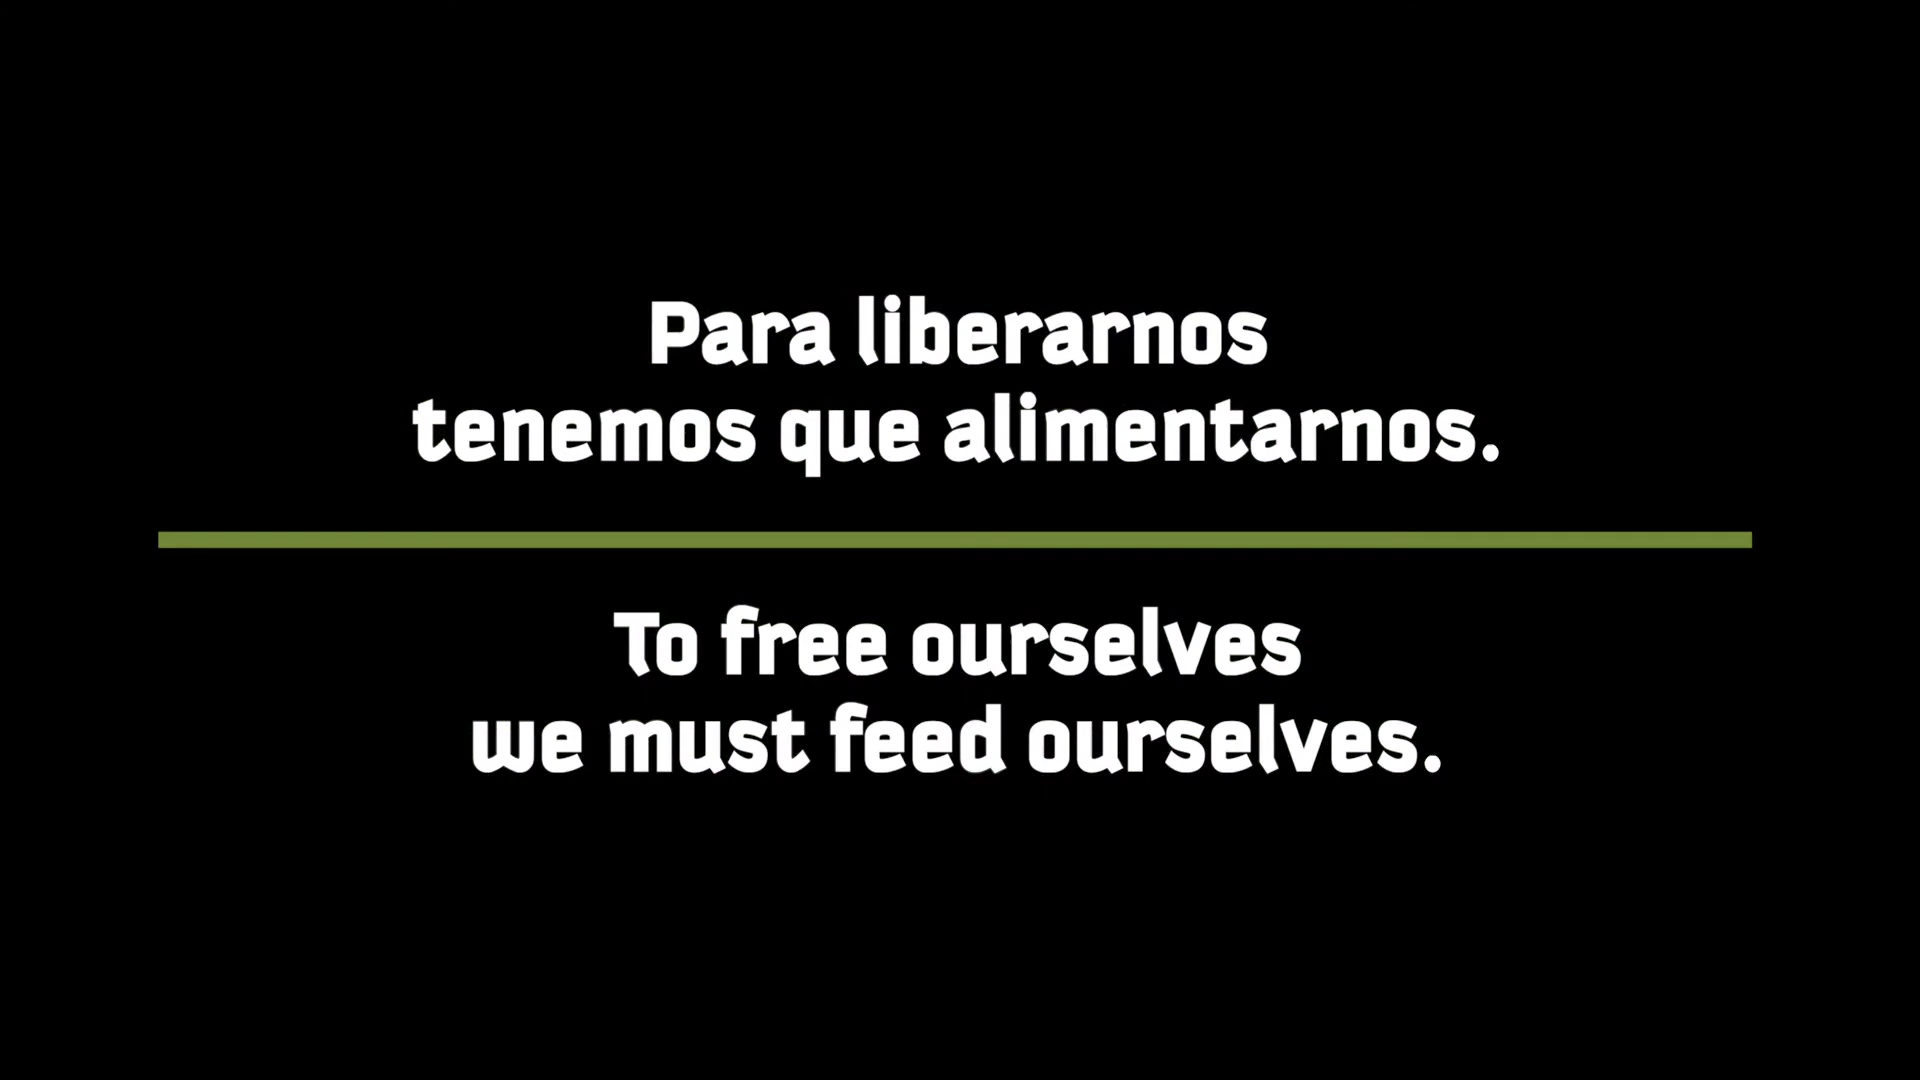 Para liberarnos
tenemos que alimentarnos.
To free ourselves
we must feed ourselves.